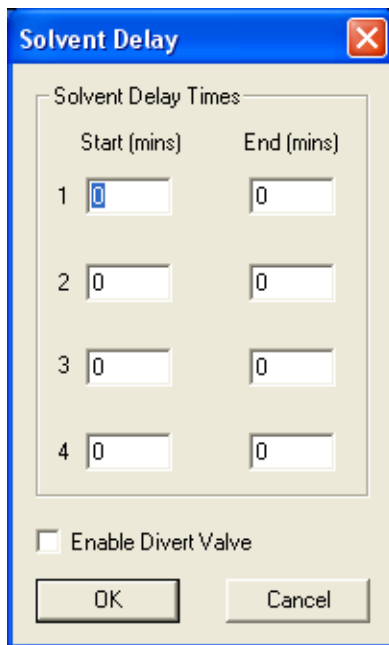 Solvent Delay
Solvent Delay Times
Start (mins) End (mins)
1 0 0
2 0 0
3 0 0
4 0 0
Enable Divert Valve
OK Cancel